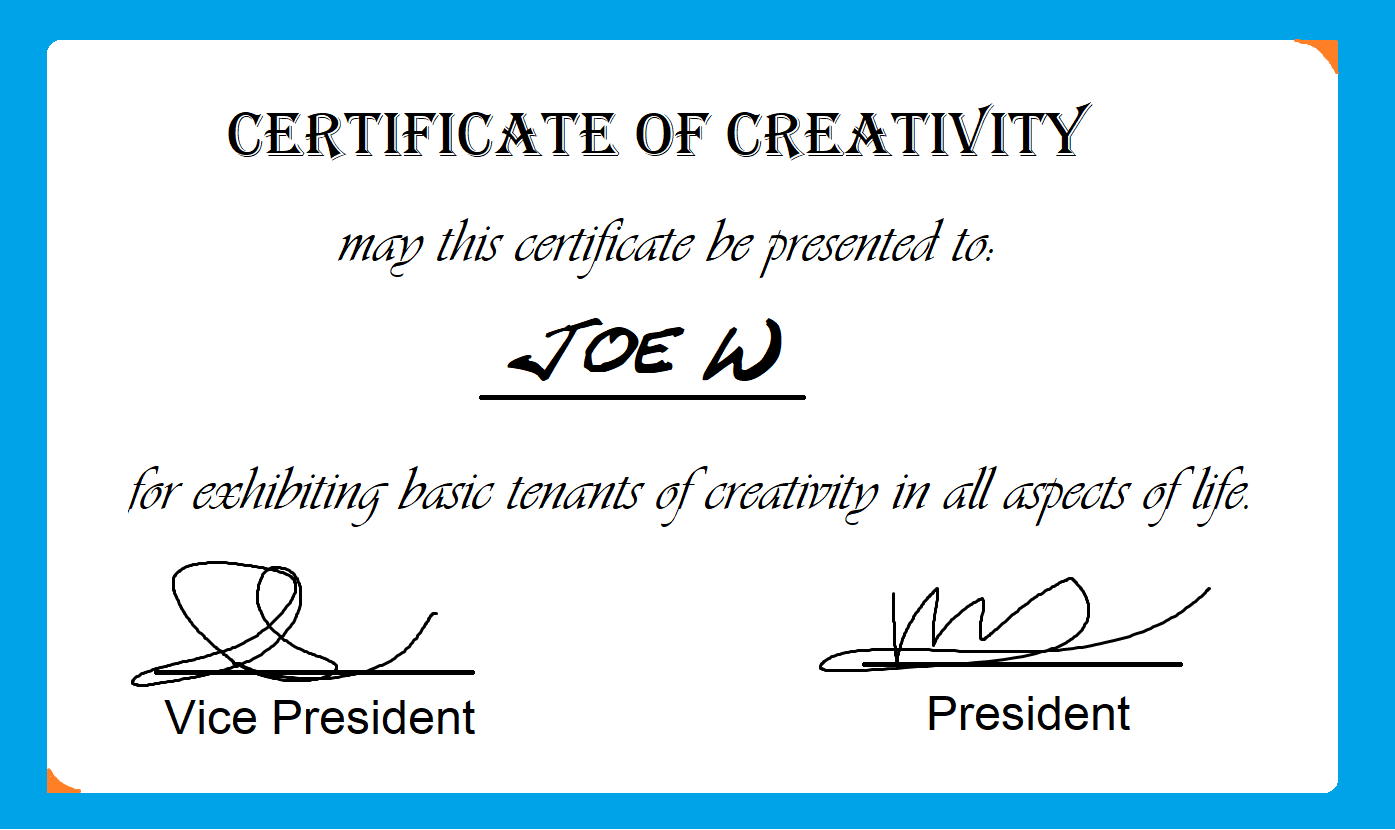 CERTIFICATE OF CREATIVITY
may this certificate be presented to:
JOE W
for exhibiting basic tenants of creativity in all aspects of life.
Vice President
President